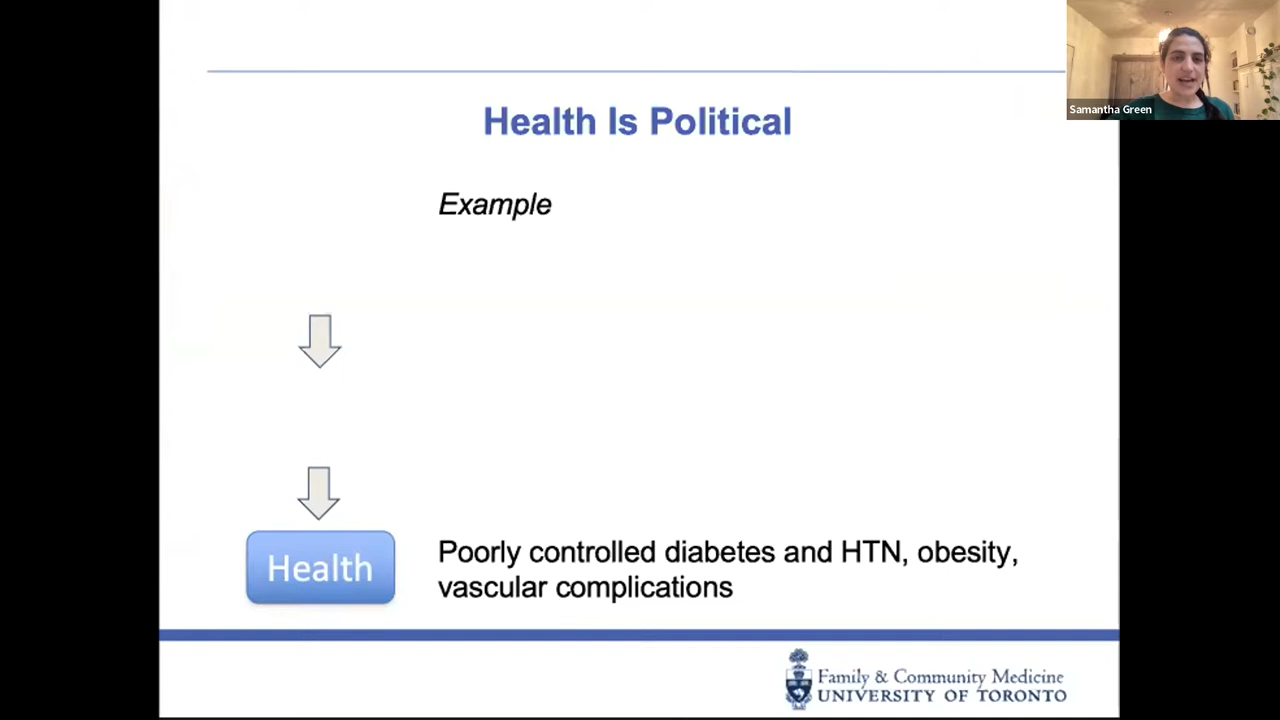 Samantha Green
Health Is Political
Example
Health
Poorly controlled diabetes and HTN, obesity,
vascular complications
Family & Community Medicine
UNIVERSITY OF TORONTO